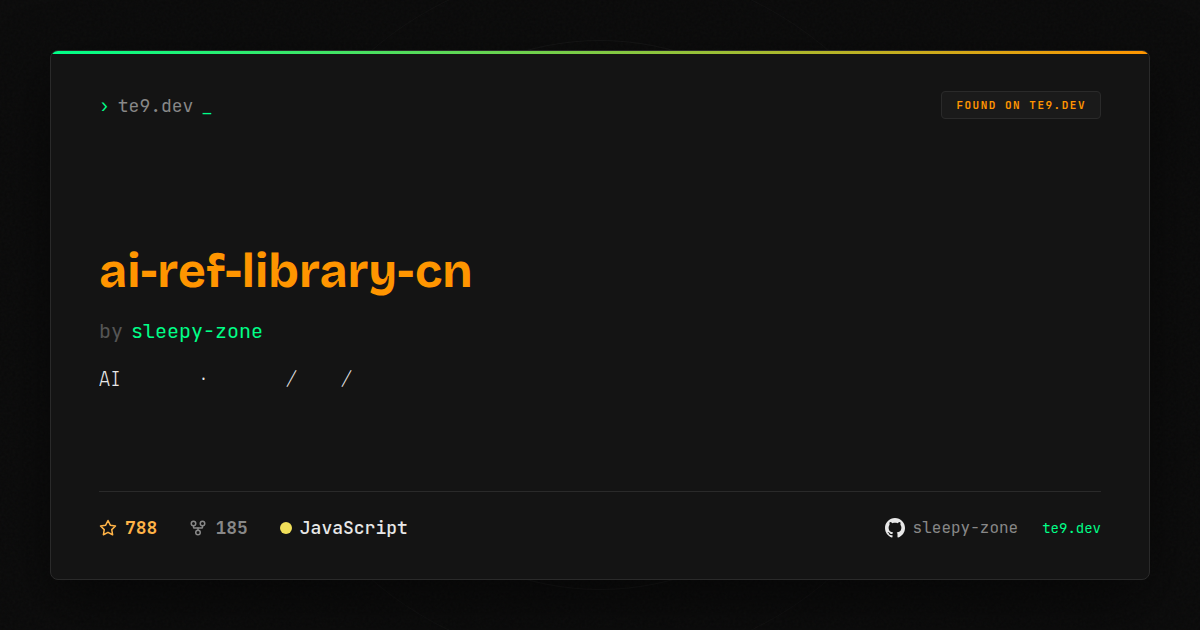 › te9.dev _
FOUND ON TE9.DEV
ai-ref-library-cn
by sleepy-zone
AI · / /
788 185 JavaScript
sleepy-zone te9.dev